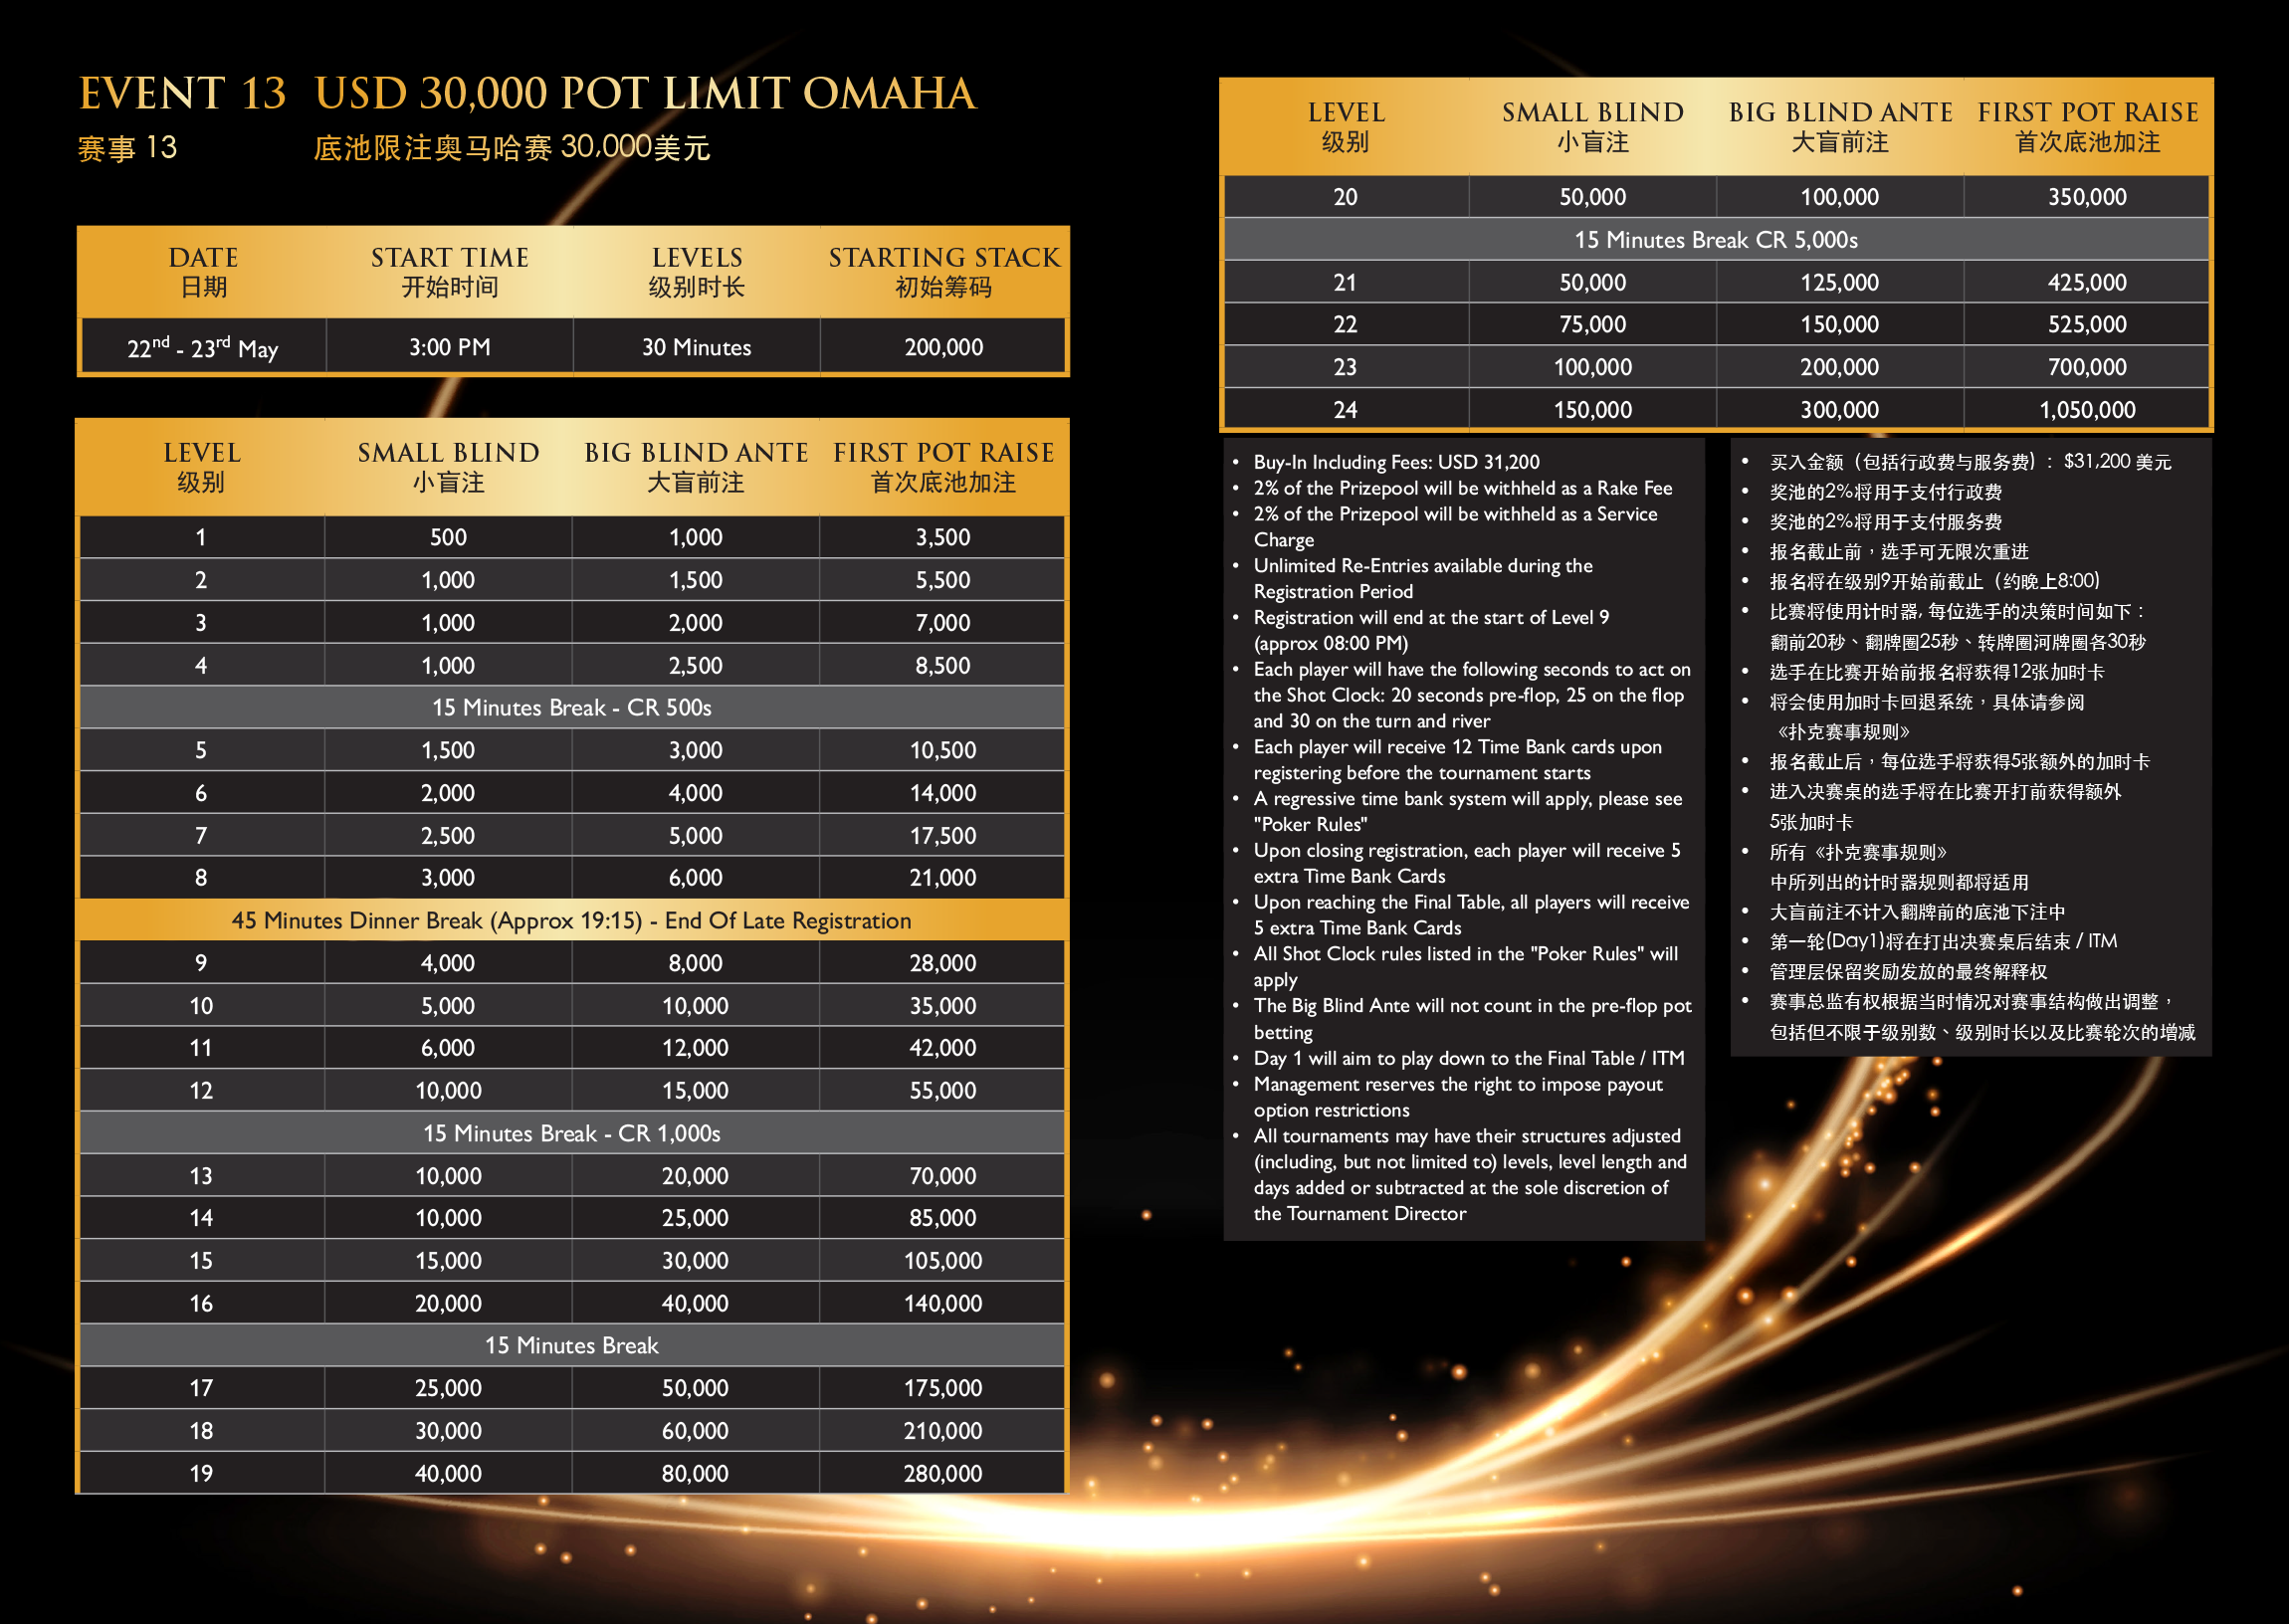 EVENT 13 USD 30,000 POT LIMIT OMAHA
赛事 13 底池限注奥马哈赛 30,000美元
DATE START TIME LEVELS STARTING STACK
日期 开始时间 级别时长 初始筹码
22nd - 23rd May 3:00 PM 30 Minutes 200,000
LEVEL SMALL BLIND BIG BLIND ANTE FIRST POT RAISE
级别 小盲注 大盲前注 首次底池加注
1 500 1,000 3,500
2 1,000 1,500 5,500
3 1,000 2,000 7,000
4 1,000 2,500 8,500
15 Minutes Break - CR 500s
5 1,500 3,000 10,500
6 2,000 4,000 14,000
7 2,500 5,000 17,500
8 3,000 6,000 21,000
45 Minutes Dinner Break (Approx 19:15) - End Of Late Registration
9 4,000 8,000 28,000
10 5,000 10,000 35,000
11 6,000 12,000 42,000
12 10,000 15,000 55,000
15 Minutes Break - CR 1,000s
13 10,000 20,000 70,000
14 10,000 25,000 85,000
15 15,000 30,000 105,000
16 20,000 40,000 140,000
15 Minutes Break
17 25,000 50,000 175,000
18 30,000 60,000 210,000
19 40,000 80,000 280,000
LEVEL SMALL BLIND BIG BLIND ANTE FIRST POT RAISE
级别 小盲注 大盲前注 首次底池加注
20 50,000 100,000 350,000
15 Minutes Break CR 5,000s
21 50,000 125,000 425,000
22 75,000 150,000 525,000
23 100,000 200,000 700,000
24 150,000 300,000 1,050,000
• Buy-In Including Fees: USD 31,200
• 2% of the Prizepool will be withheld as a Rake Fee
• 2% of the Prizepool will be withheld as a Service
Charge
• Unlimited Re-Entries available during the
Registration Period
• Registration will end at the start of Level 9
(approx 08:00 PM)
• Each player will have the following seconds to act on
the Shot Clock: 20 seconds pre-flop, 25 on the flop
and 30 on the turn and river
• Each player will receive 12 Time Bank cards upon
registering before the tournament starts
• A regressive time bank system will apply, please see
"Poker Rules"
• Upon closing registration, each player will receive 5
extra Time Bank Cards
• Upon reaching the Final Table, all players will receive
5 extra Time Bank Cards
• All Shot Clock rules listed in the "Poker Rules" will
apply
• The Big Blind Ante will not count in the pre-flop pot
betting
• Day 1 will aim to play down to the Final Table / ITM
• Management reserves the right to impose payout
option restrictions
• All tournaments may have their structures adjusted
(including, but not limited to) levels, level length and
days added or subtracted at the sole discretion of
the Tournament Director
• 买入金额（包括行政费与服务费）: $31,200 美元
• 奖池的2%将用于支付行政费
• 奖池的2%将用于支付服务费
• 报名截止前，选手可无限次重进
• 报名将在级别9开始前截止（约晚上8:00)
• 比赛将使用计时器, 每位选手的决策时间如下：
翻前20秒、翻牌圈25秒、转牌圈河牌圈各30秒
• 选手在比赛开始前报名将获得12张加时卡
• 将会使用加时卡回退系统，具体请参阅
《扑克赛事规则》
• 报名截止后，每位选手将获得5张额外的加时卡
• 进入决赛桌的选手将在比赛开打前获得额外
5张加时卡
• 所有《扑克赛事规则》
中所列出的计时器规则都将适用
• 大盲前注不计入翻牌前的底池下注中
• 第一轮(Day1)将在打出决赛桌后结束 / ITM
• 管理层保留奖励发放的最终解释权
• 赛事总监有权根据当时情况对赛事结构做出调整，
包括但不限于级别数、级别时长以及比赛轮次的增减